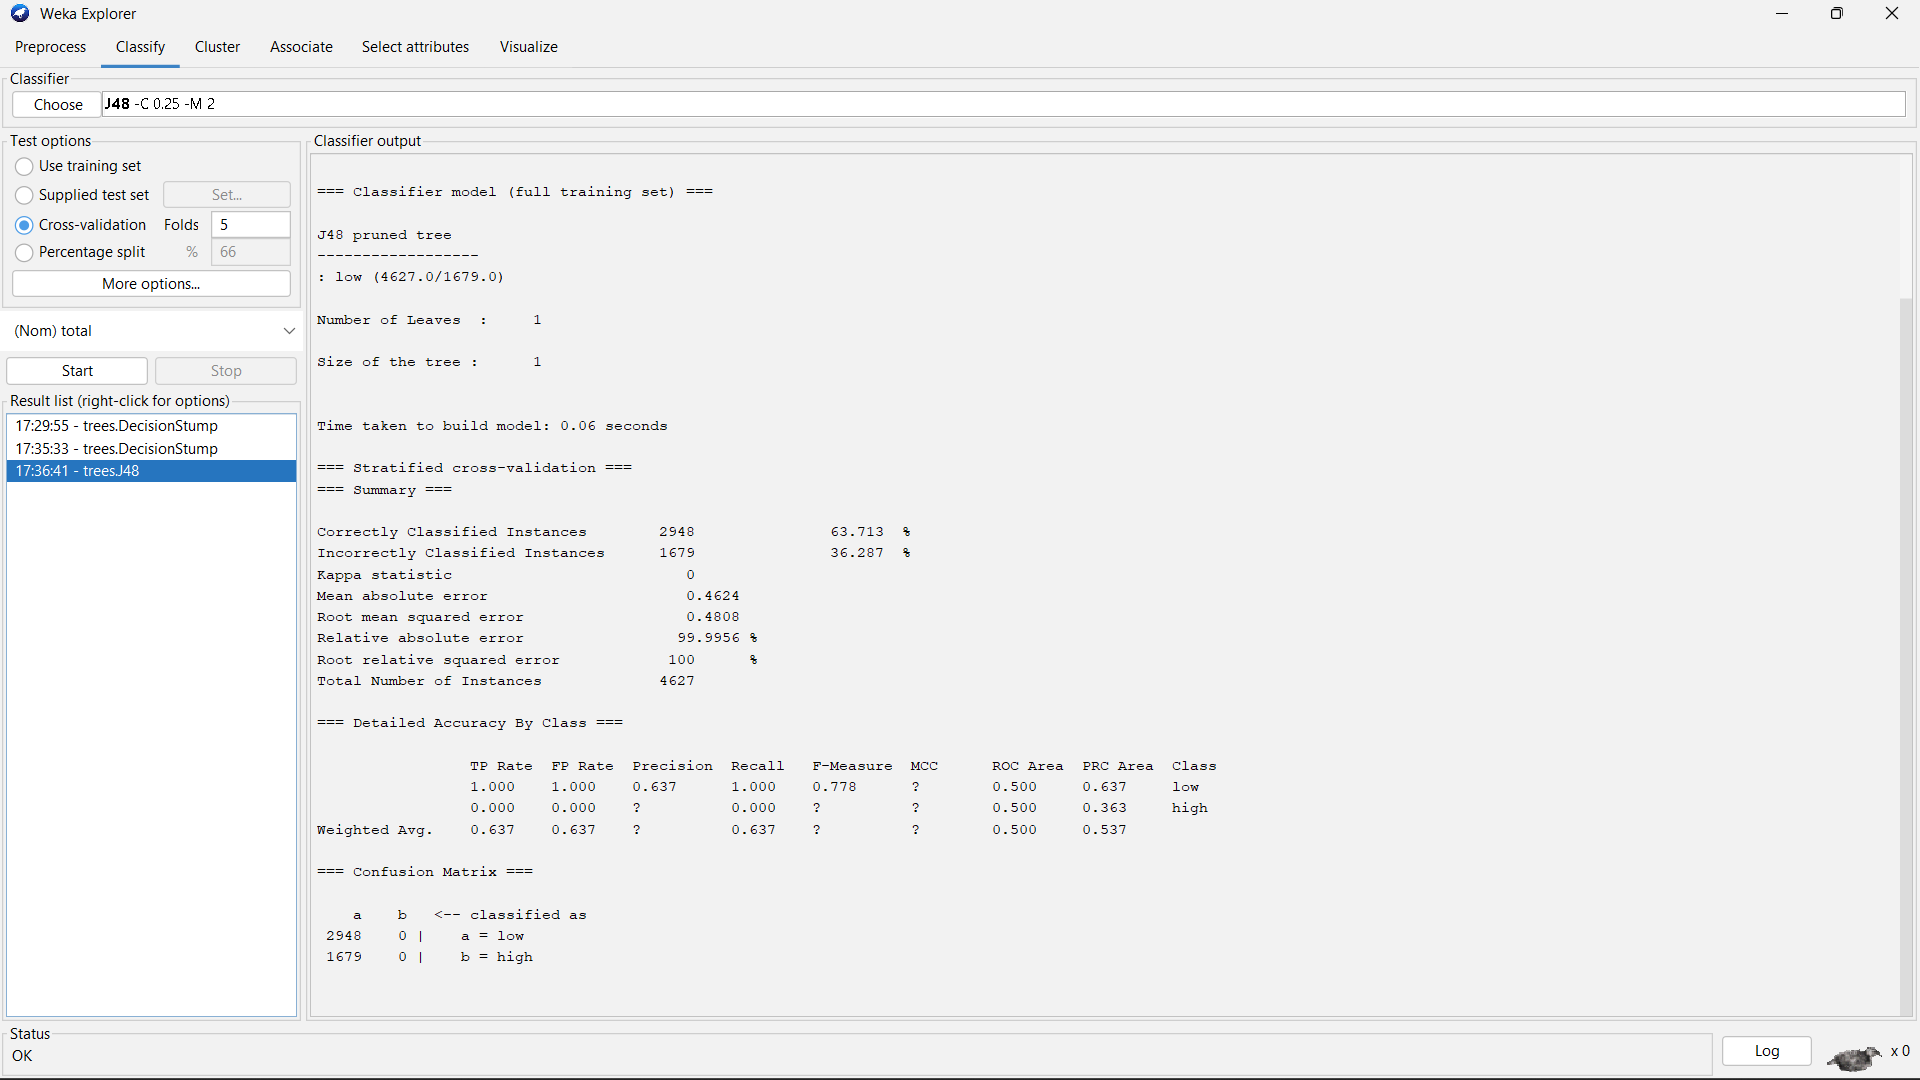 Weka Explorer
Preprocess Classify Cluster Associate Select attributes Visualize
Classifier
Choose J48 -C 0.25 -M 2
Test options
Use training set
Supplied test set Set...
Cross-validation Folds 5
Percentage split % 66
More options...
(Nom) total
Start Stop
Result list (right-click for options)
17:29:55 - trees.DecisionStump
17:35:33 - trees.DecisionStump
17:36:41 - trees.J48
Classifier output
=== Classifier model (full training set) ===
J48 pruned tree
------------------
: low (4627.0/1679.0)
Number of Leaves : 1
Size of the tree : 1
Time taken to build model: 0.06 seconds
=== Stratified cross-validation ===
=== Summary ===
Correctly Classified Instances 2948 63.713 %
Incorrectly Classified Instances 1679 36.287 %
Kappa statistic 0
Mean absolute error 0.4624
Root mean squared error 0.4808
Relative absolute error 99.9956 %
Root relative squared error 100 %
Total Number of Instances 4627
=== Detailed Accuracy By Class ===
TP Rate FP Rate Precision Recall F-Measure MCC ROC Area PRC Area Class
1.000 1.000 0.637 1.000 0.778 ? 0.500 0.637 low
0.000 0.000 ? 0.000 ? ? 0.500 0.363 high
Weighted Avg. 0.637 0.637 ? 0.637 ? ? 0.500 0.537
=== Confusion Matrix ===
a b <-- classified as
2948 0 | a = low
1679 0 | b = high
Status
OK
Log
x 0